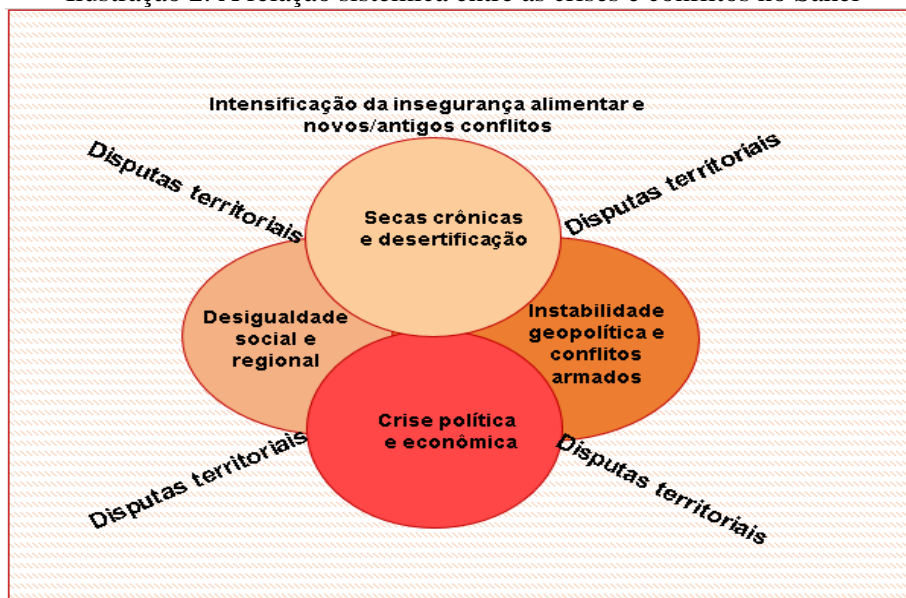 Intensificação da insegurança alimentar e
novos/antigos conflitos
Disputas territoriais
Disputas territoriais
Secas crônicas
e desertificação
Desigualdade
social e
regional
Instabilidade
geopolítica e
conflitos
armados
Crise política
e econômica
Disputas territoriais
Disputas territoriais